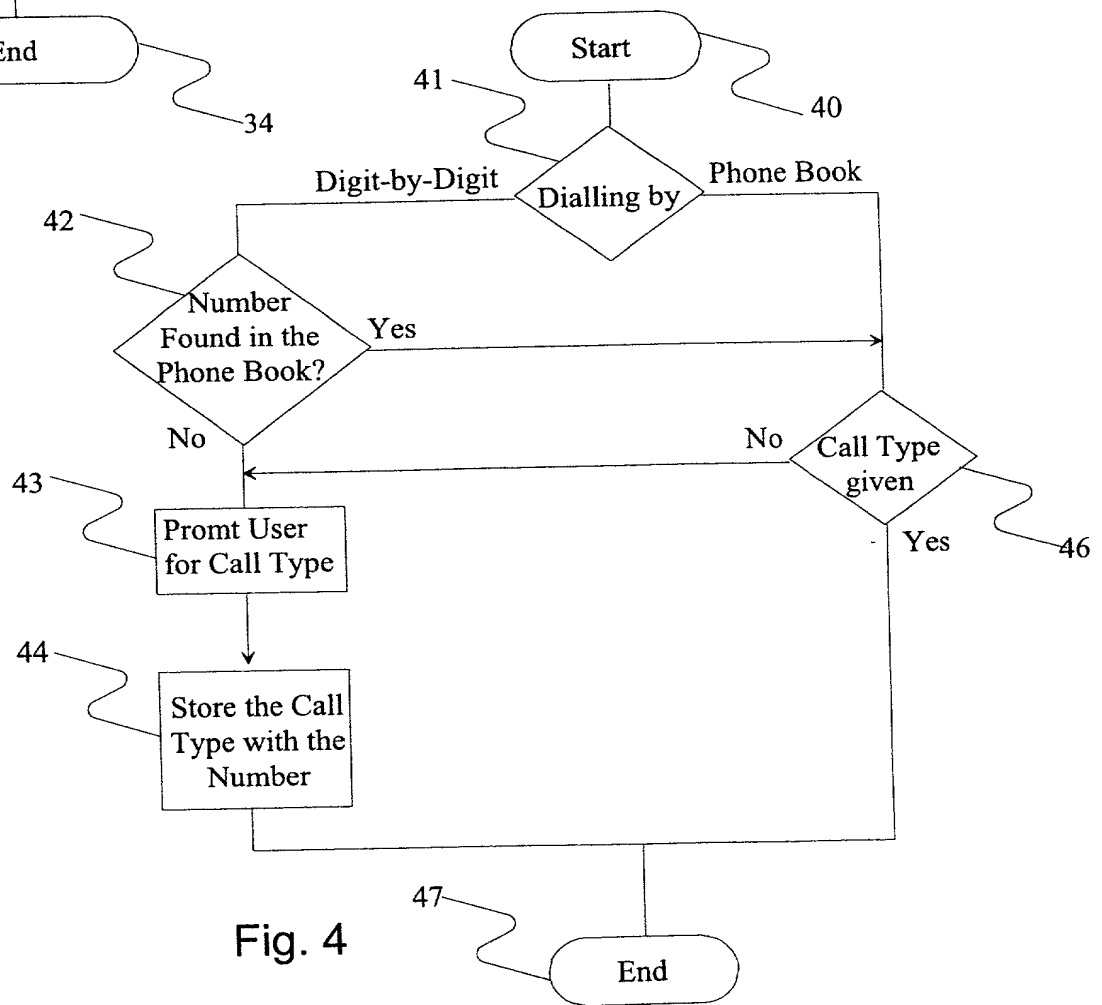 End
34
Start
40
41
Dialling by
Digit-by-Digit
Phone Book
42
Number
Found in the
Phone Book?
Yes
No
No
Call Type
given
Yes
46
43
Promt User
for Call Type
44
Store the Call
Type with the
Number
47
End
Fig. 4